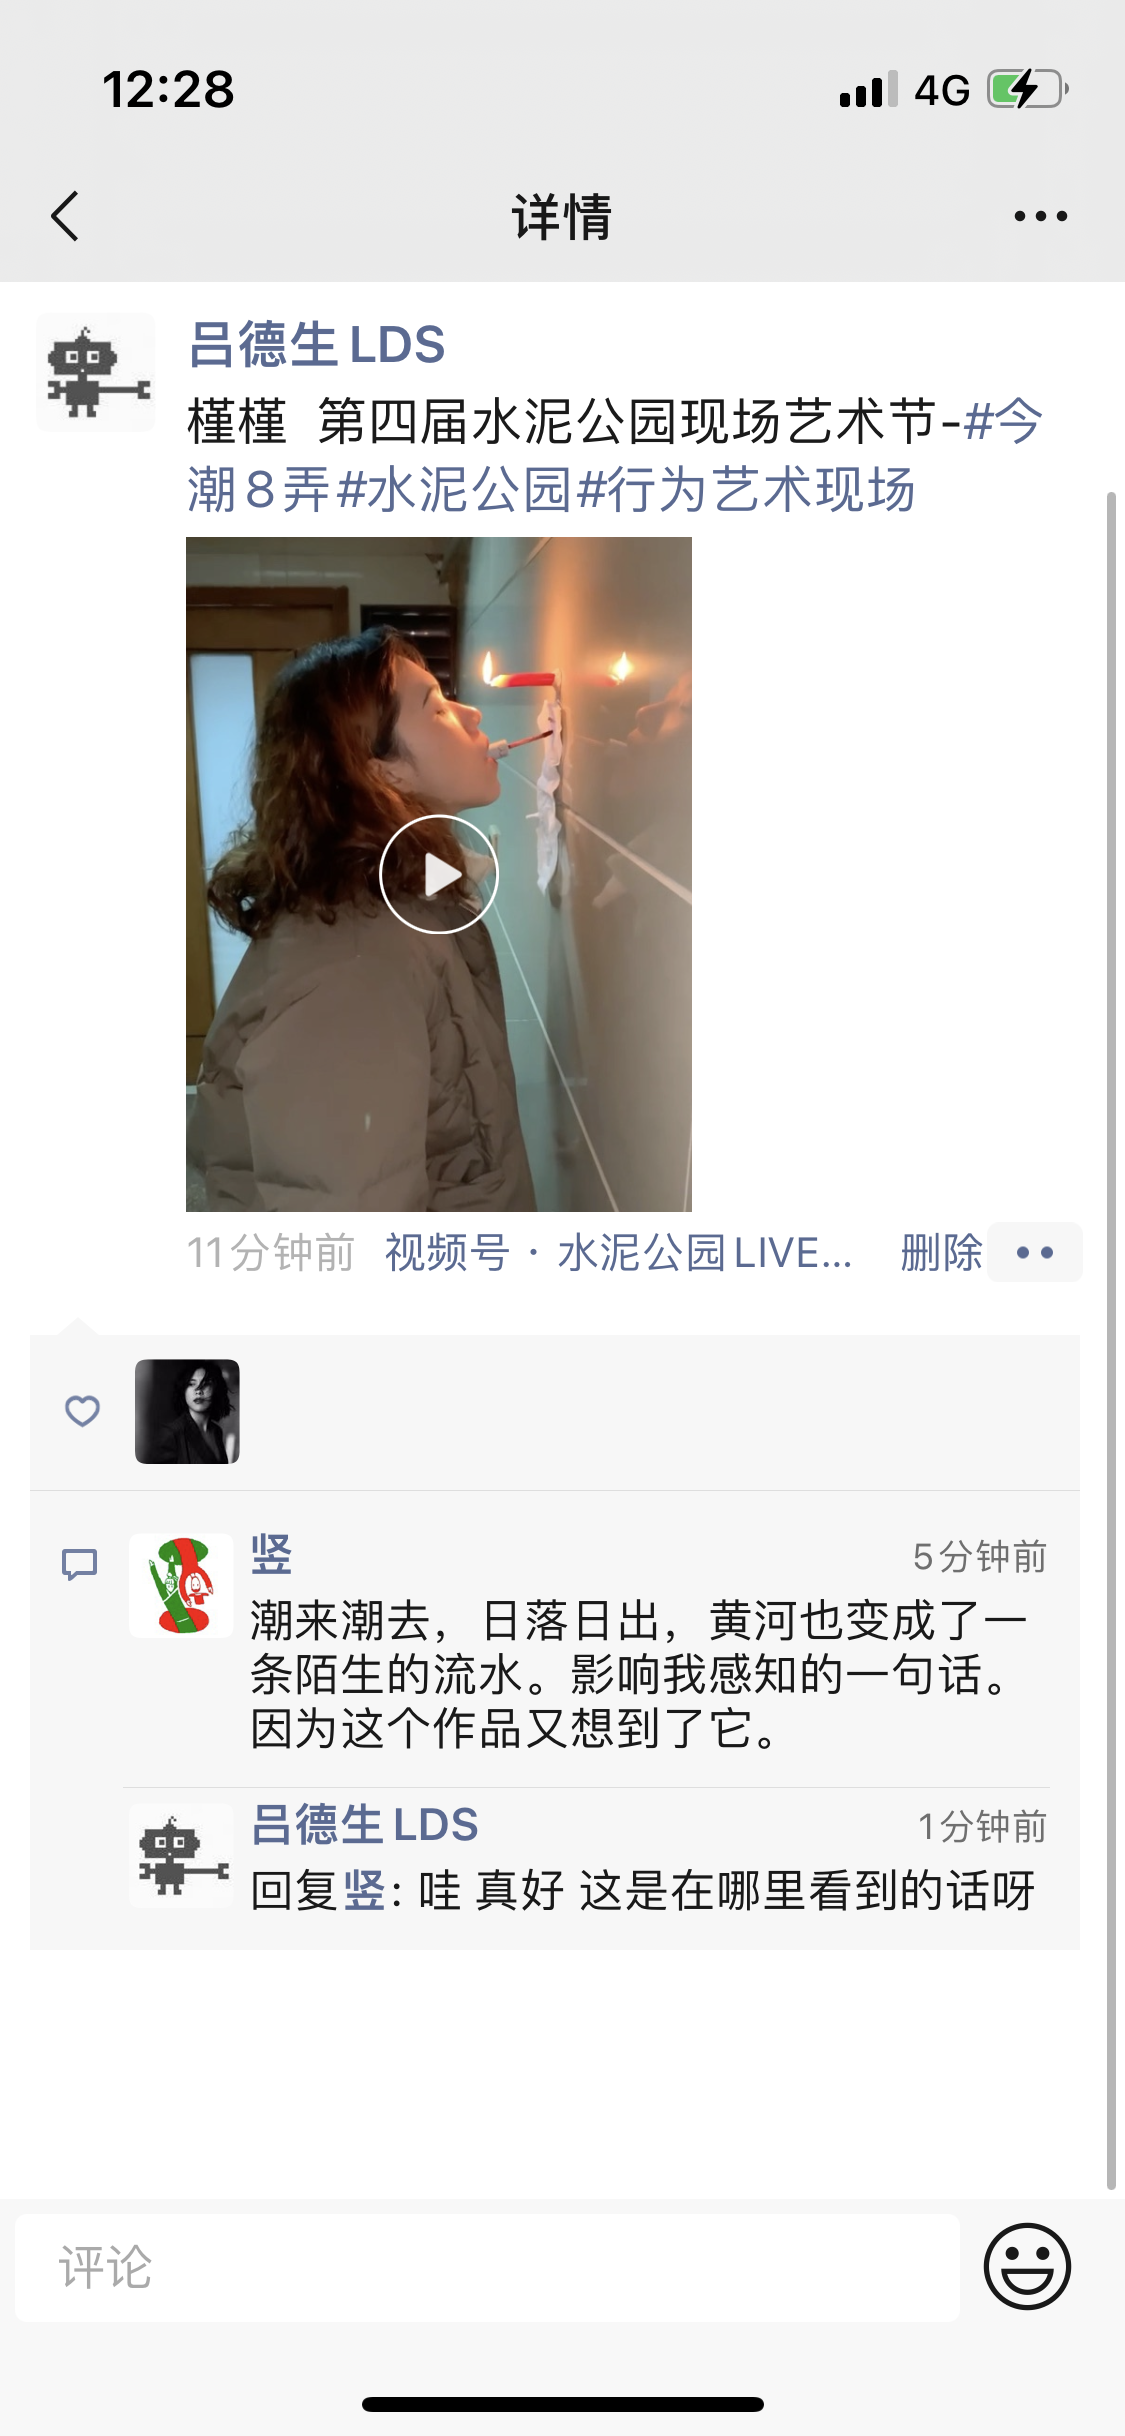 12:28
4G
详情
吕德生LDS
槿槿 第四届水泥公园现场艺术节-#今
潮8弄#水泥公园#行为艺术现场
11分钟前 视频号 · 水泥公园LIVE... 删除
竖 5分钟前
潮来潮去，日落日出，黄河也变成了一
条陌生的流水。影响我感知的一句话。
因为这个作品又想到了它。
吕德生LDS 1分钟前
回复竖: 哇 真好 这是在哪里看到的话呀
评论